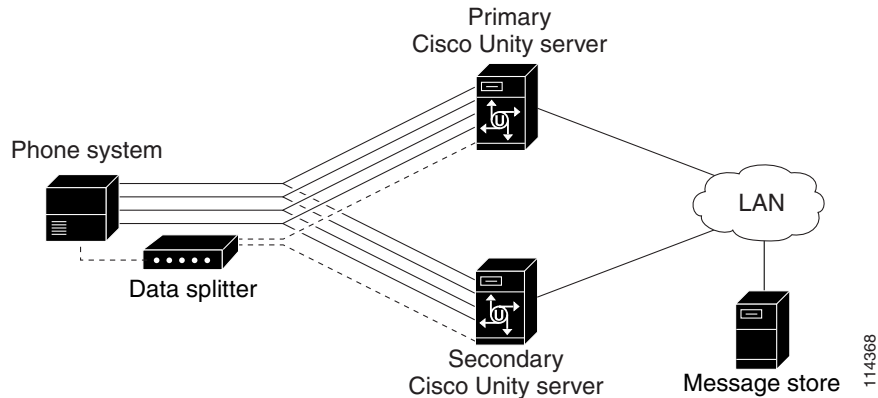 Primary
Cisco Unity server
Phone system
LAN
Data splitter
U
U
Secondary
Cisco Unity server
Message store
114368